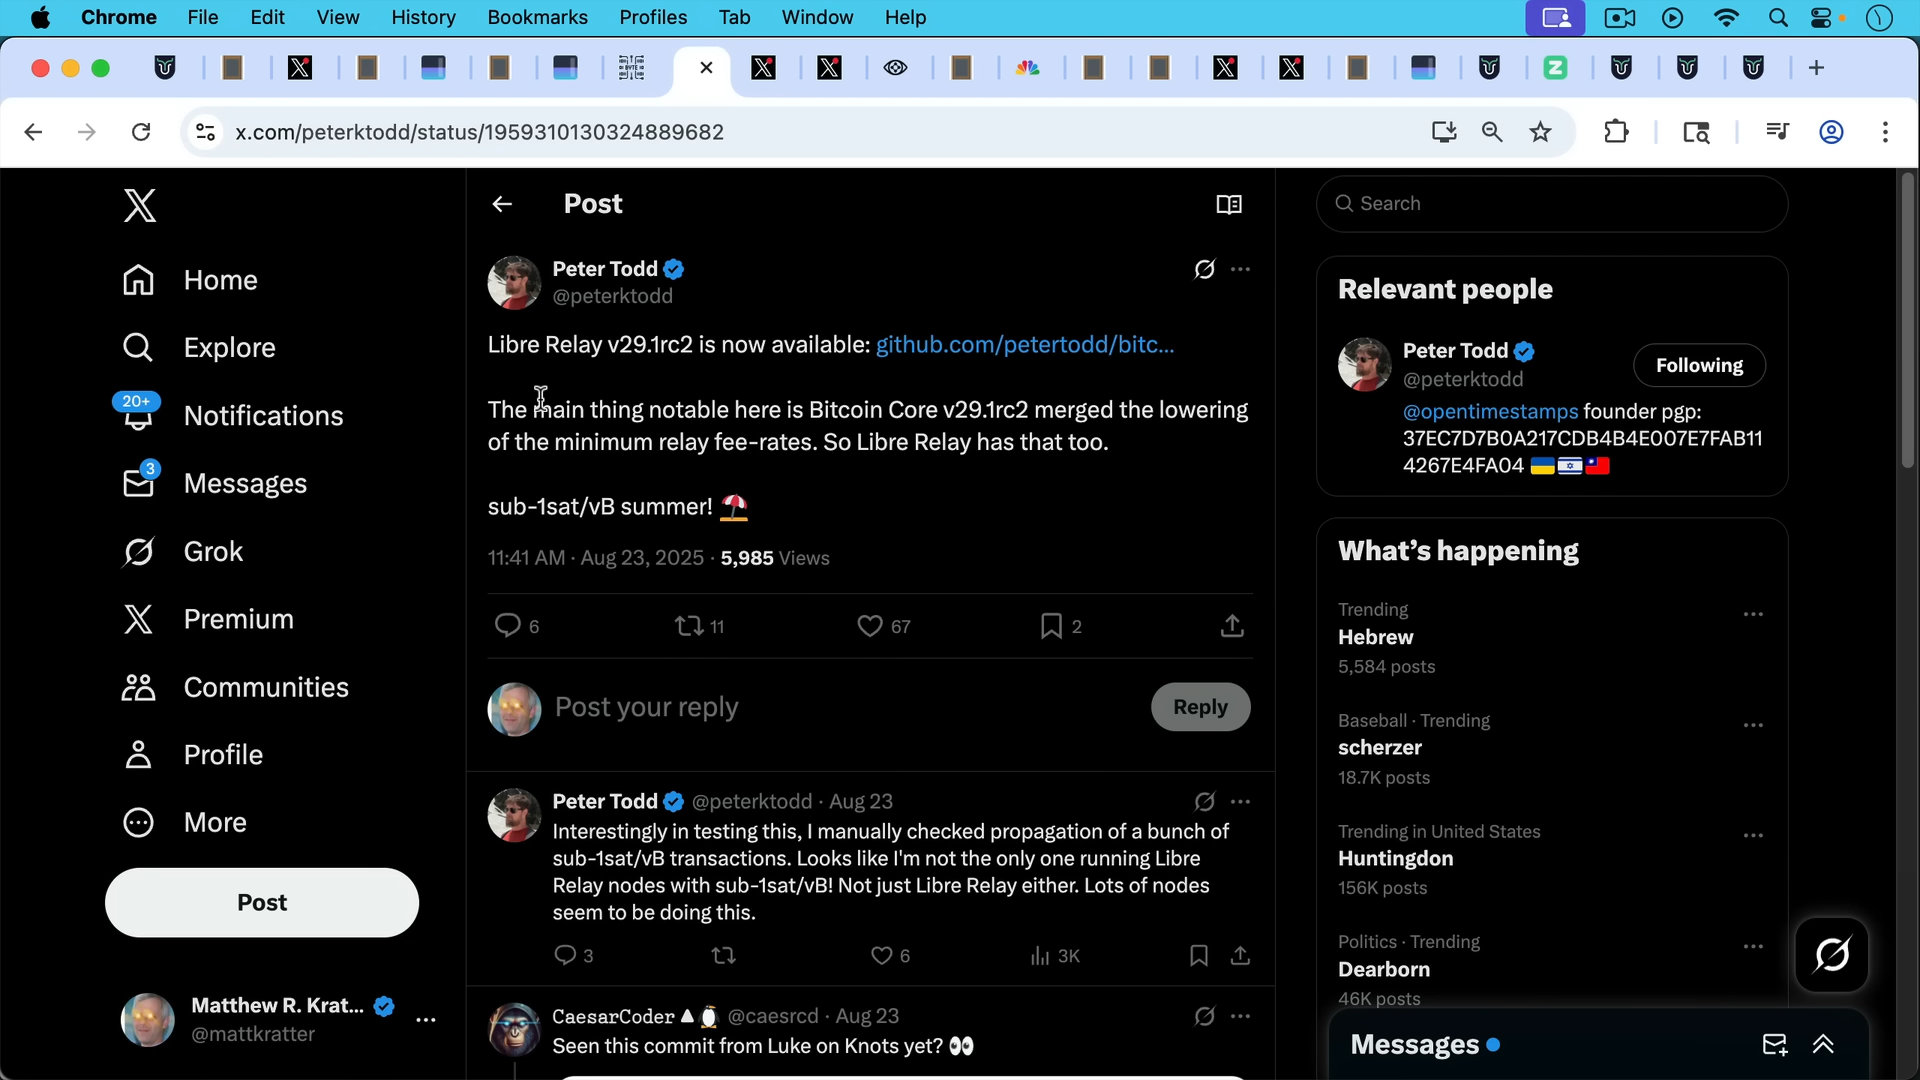 Chrome File Edit View History Bookmarks Profiles Tab Window Help
x.com/peterktodd/status/1959310130324889682
Home
Explore
20+
Notifications
3
Messages
Grok
Premium
Communities
Profile
More
Post
Matthew R. Krat...
@mattkratter
Post
Peter Todd
@peterktodd
Libre Relay v29.1rc2 is now available: github.com/petertodd/bitc...
The main thing notable here is Bitcoin Core v29.1rc2 merged the lowering
of the minimum relay fee-rates. So Libre Relay has that too.
sub-1sat/vB summer!
11:41 AM · Aug 23, 2025 · 5,985 Views
6 11 67 2
Post your reply
Reply
Peter Todd @peterktodd · Aug 23
Interestingly in testing this, I manually checked propagation of a bunch of
sub-1sat/vB transactions. Looks like I'm not the only one running Libre
Relay nodes with sub-1sat/vB! Not just Libre Relay either. Lots of nodes
seem to be doing this.
3 6 3K
CaesarCoder @caesrcd · Aug 23
Seen this commit from Luke on Knots yet? 👀
Search
Relevant people
Peter Todd
@peterktodd
Following
@opentimestamps founder pgp:
37EC7D7B0A217CDB4B4E007E7FAB11
4267E4FA04
What's happening
Trending
Hebrew
5,584 posts
Baseball · Trending
scherzer
18.7K posts
Trending in United States
Huntingdon
156K posts
Politics · Trending
Dearborn
46K posts
Messages